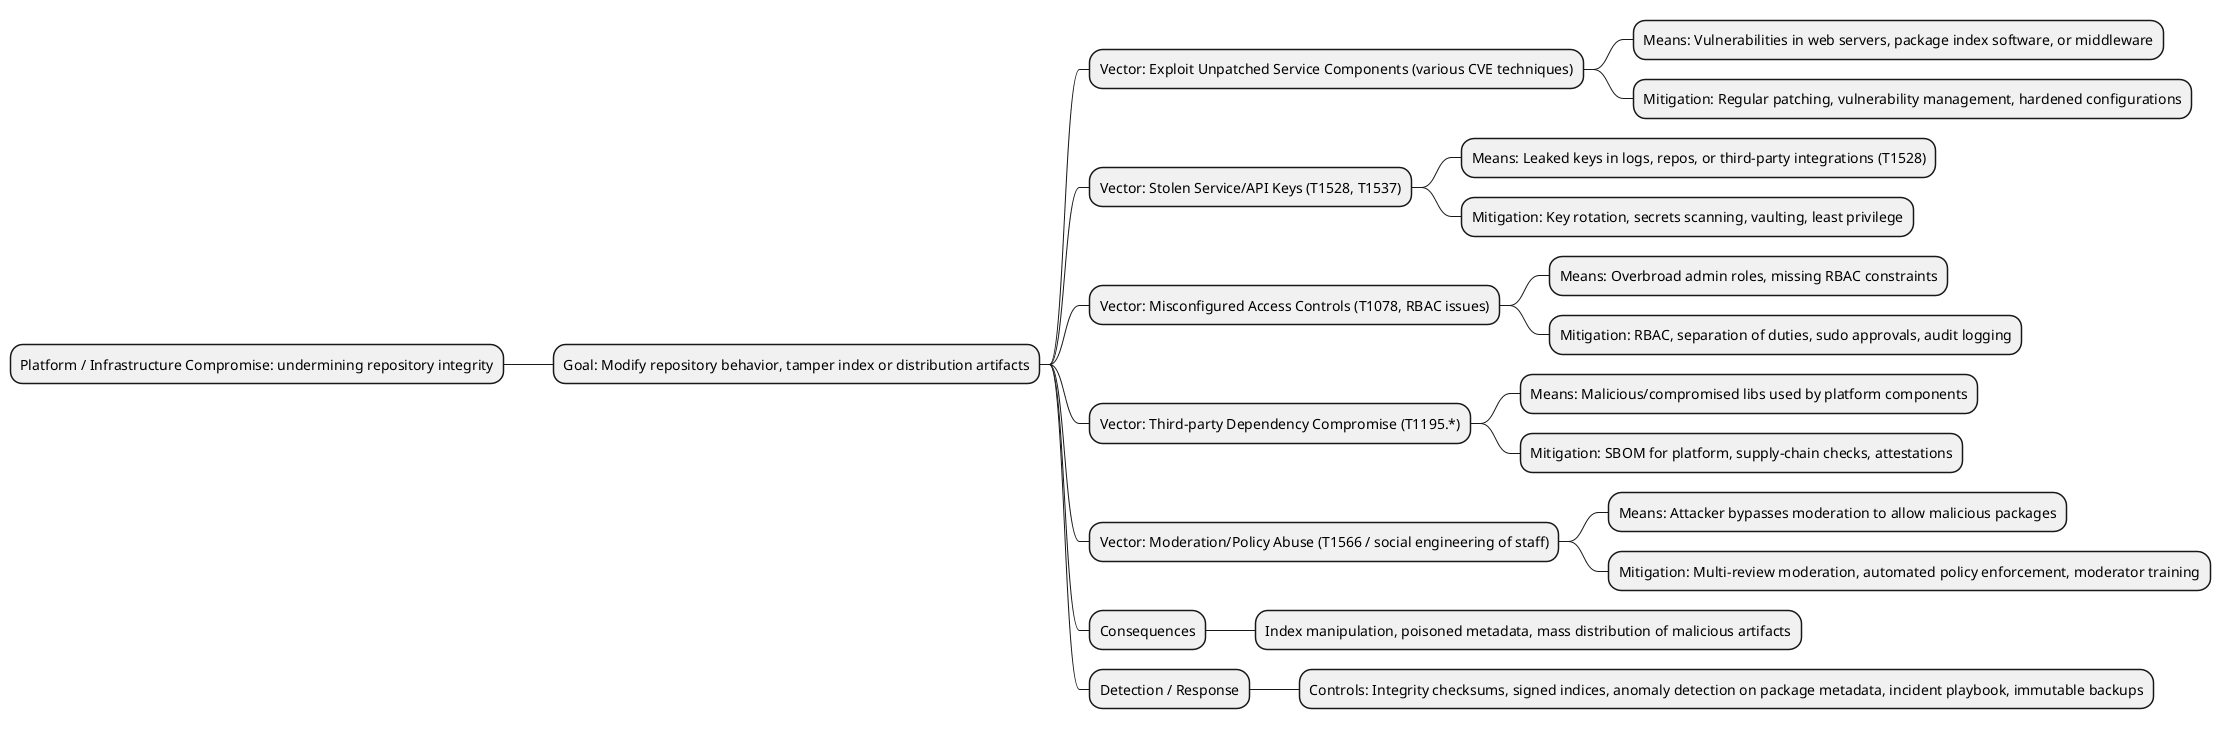 Platform / Infrastructure Compromise: undermining repository integrity
Goal: Modify repository behavior, tamper index or distribution artifacts
Vector: Exploit Unpatched Service Components (various CVE techniques)
Means: Vulnerabilities in web servers, package index software, or middleware
Mitigation: Regular patching, vulnerability management, hardened configurations
Vector: Stolen Service/API Keys (T1528, T1537)
Means: Leaked keys in logs, repos, or third-party integrations (T1528)
Mitigation: Key rotation, secrets scanning, vaulting, least privilege
Vector: Misconfigured Access Controls (T1078, RBAC issues)
Means: Overbroad admin roles, missing RBAC constraints
Mitigation: RBAC, separation of duties, sudo approvals, audit logging
Vector: Third-party Dependency Compromise (T1195.*)
Means: Malicious/compromised libs used by platform components
Mitigation: SBOM for platform, supply-chain checks, attestations
Vector: Moderation/Policy Abuse (T1566 / social engineering of staff)
Means: Attacker bypasses moderation to allow malicious packages
Mitigation: Multi-review moderation, automated policy enforcement, moderator training
Consequences
Index manipulation, poisoned metadata, mass distribution of malicious artifacts
Detection / Response
Controls: Integrity checksums, signed indices, anomaly detection on package metadata, incident playbook, immutable backups